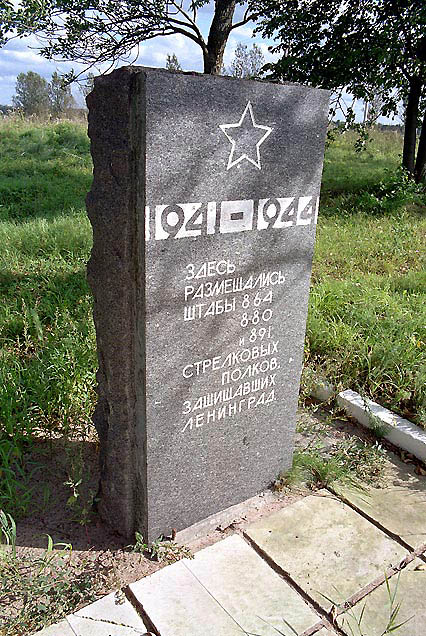 1941-1944
ЗДЕСЬ
РАЗМЕЩАЛИСЬ
ШТАБЫ 864
880
и 891
СТРЕЛКОВЫХ
ПОЛКОВ,
ЗАЩИЩАВШИХ
ЛЕНИНГРАД